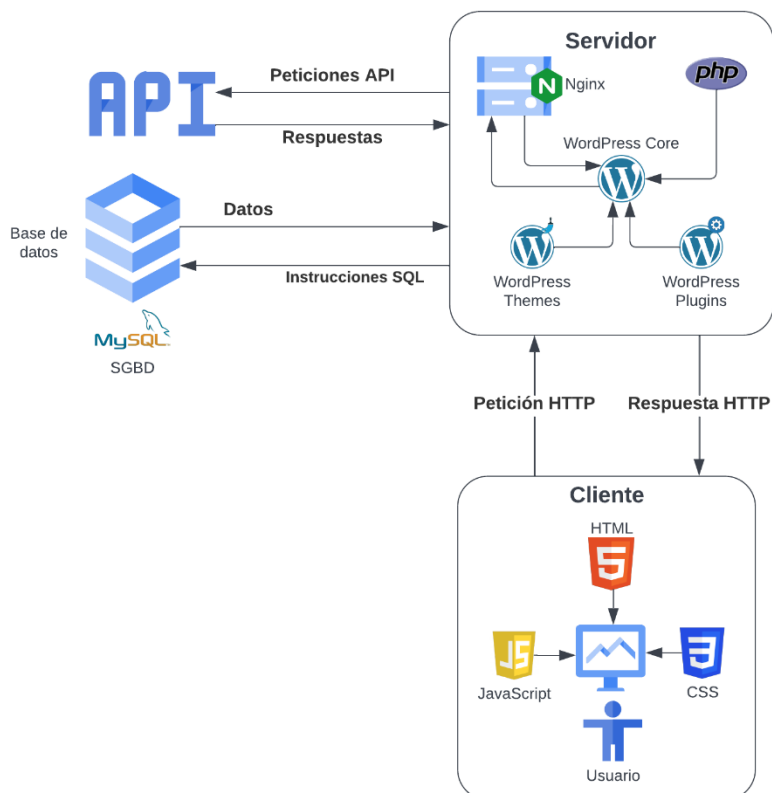 Servidor
API
Peticiones API
Respuestas
N
Nginx
php
WordPress Core
W
Base de
datos
Datos
Instrucciones SQL
W
WordPress
Themes
W
WordPress
Plugins
MySQL
SGBD
Petición HTTP
Respuesta HTTP
Cliente
HTML
5
JS
JavaScript
3
CSS
Usuario